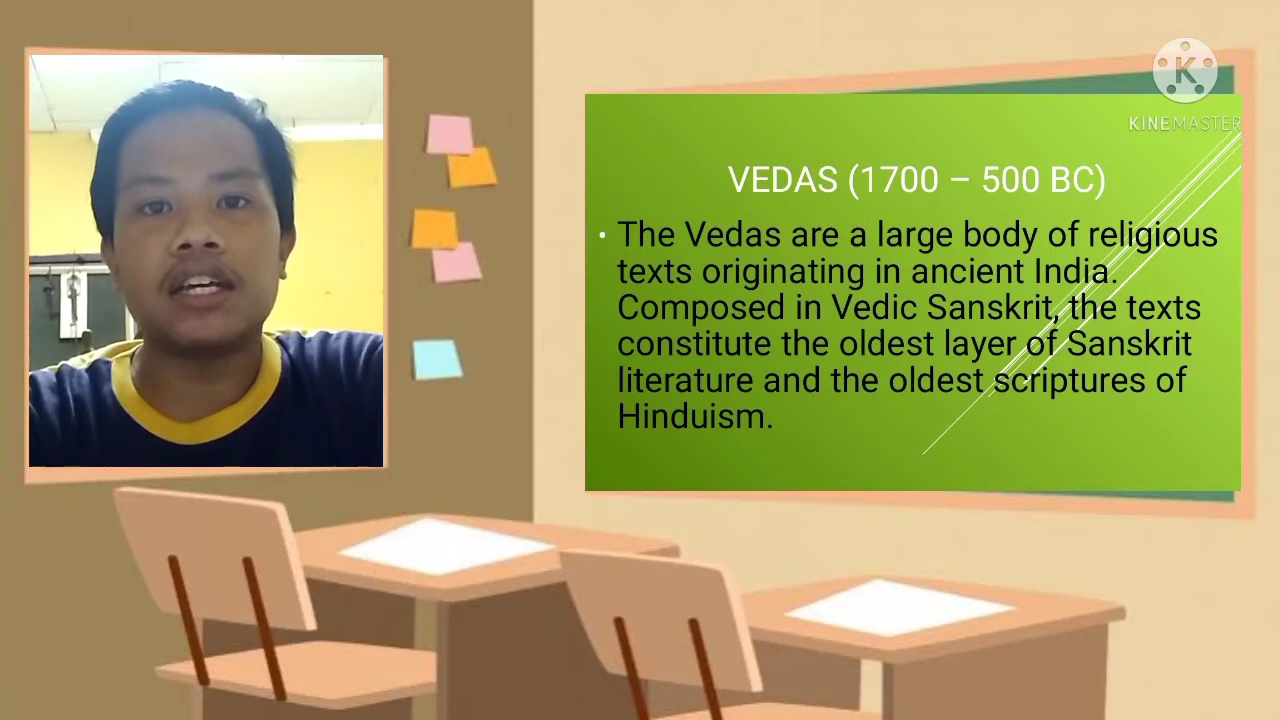 K
KINEMASTER
VEDAS (1700 – 500 BC)
• The Vedas are a large body of religious
texts originating in ancient India.
Composed in Vedic Sanskrit, the texts
constitute the oldest layer of Sanskrit
literature and the oldest scriptures of
Hinduism.